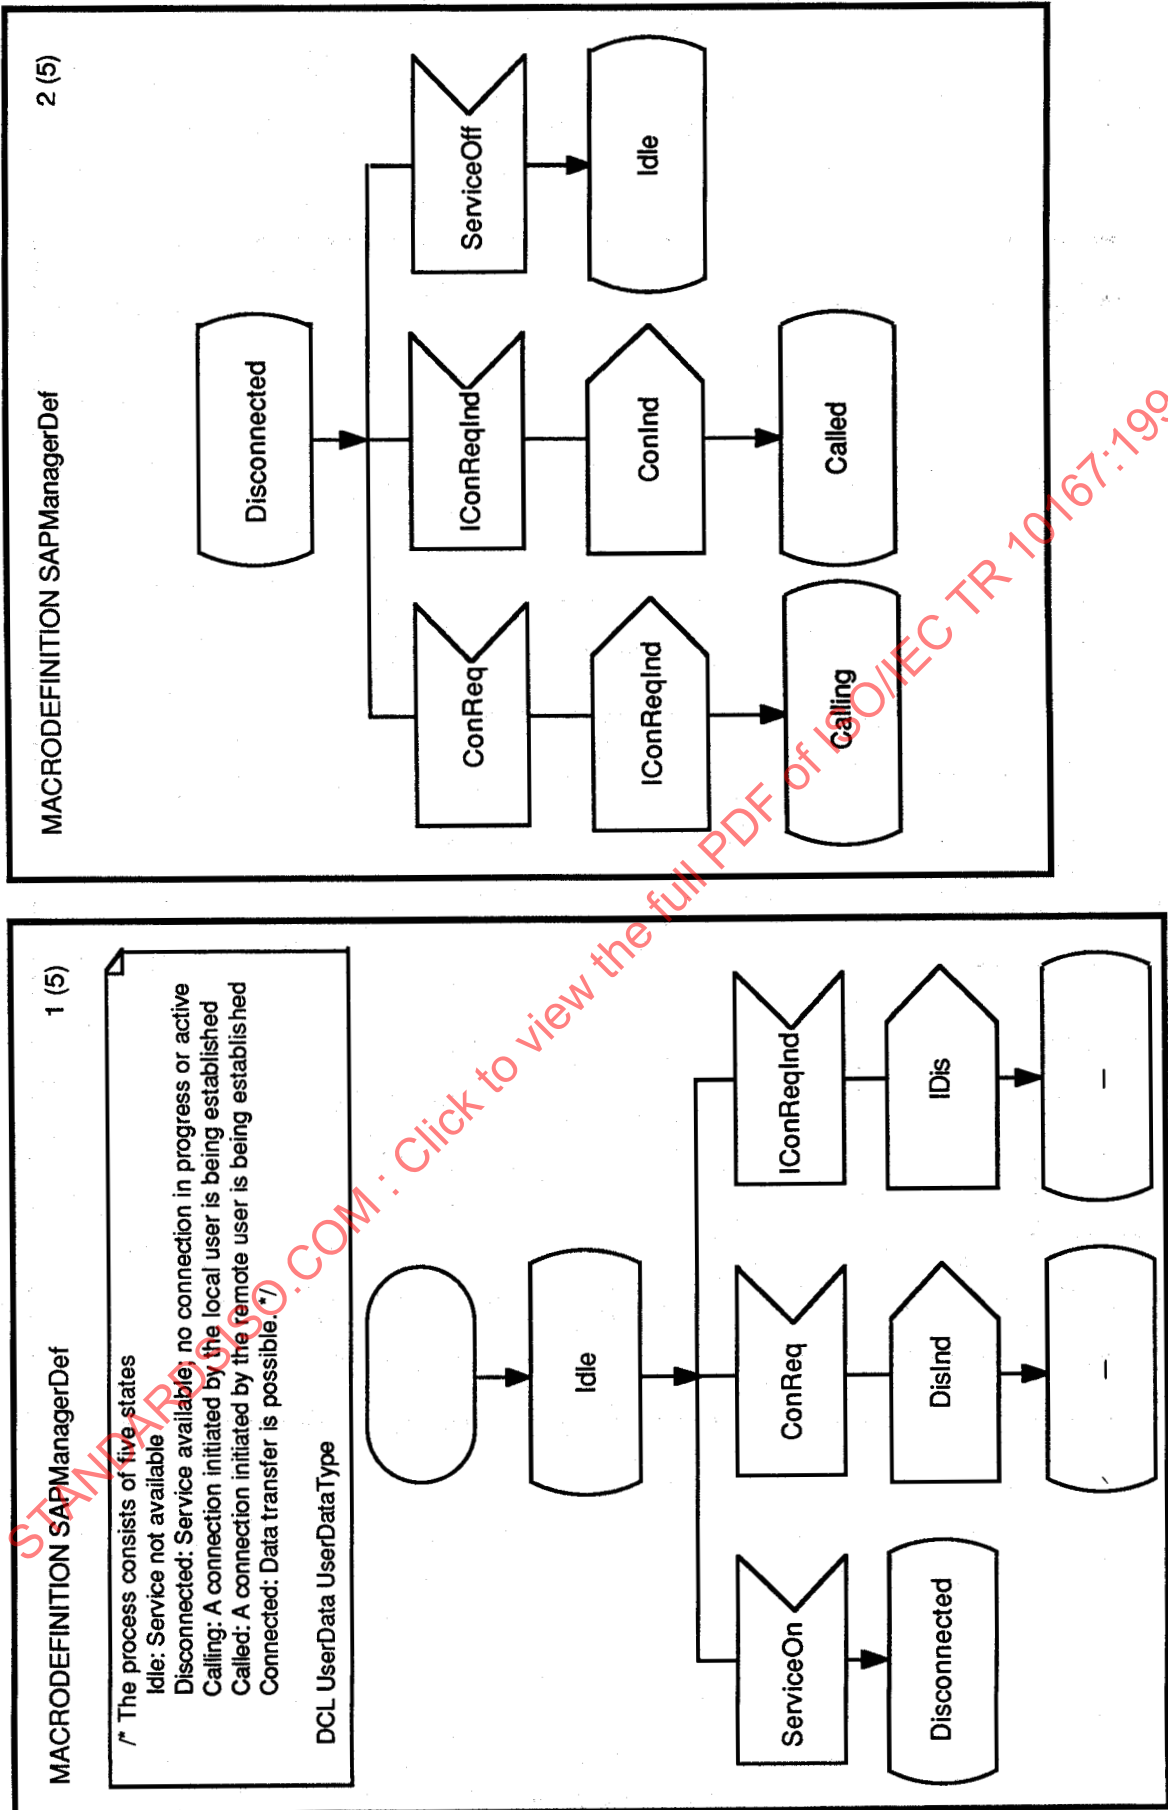 MACRODEFINITION SAPManagerDef
1 (5)
/* The process consists of five states
Idle: Service not available
Disconnected: Service available; no connection in progress or active
Calling: A connection initiated by the local user is being established
Called: A connection initiated by the remote user is being established
Connected: Data transfer is possible. */
DCL UserData UserDataType
Idle
ServiceOn
ConReq
IConReqInd
Disconnected
DisInd
IDis
–
–
MACRODEFINITION SAPManagerDef
2 (5)
Disconnected
ConReq
IConReqInd
ServiceOff
IConReqInd
ConInd
Idle
Calling
Called
STANDARDSISO.COM : Click to view the full PDF of ISO/IEC TR 10167:199